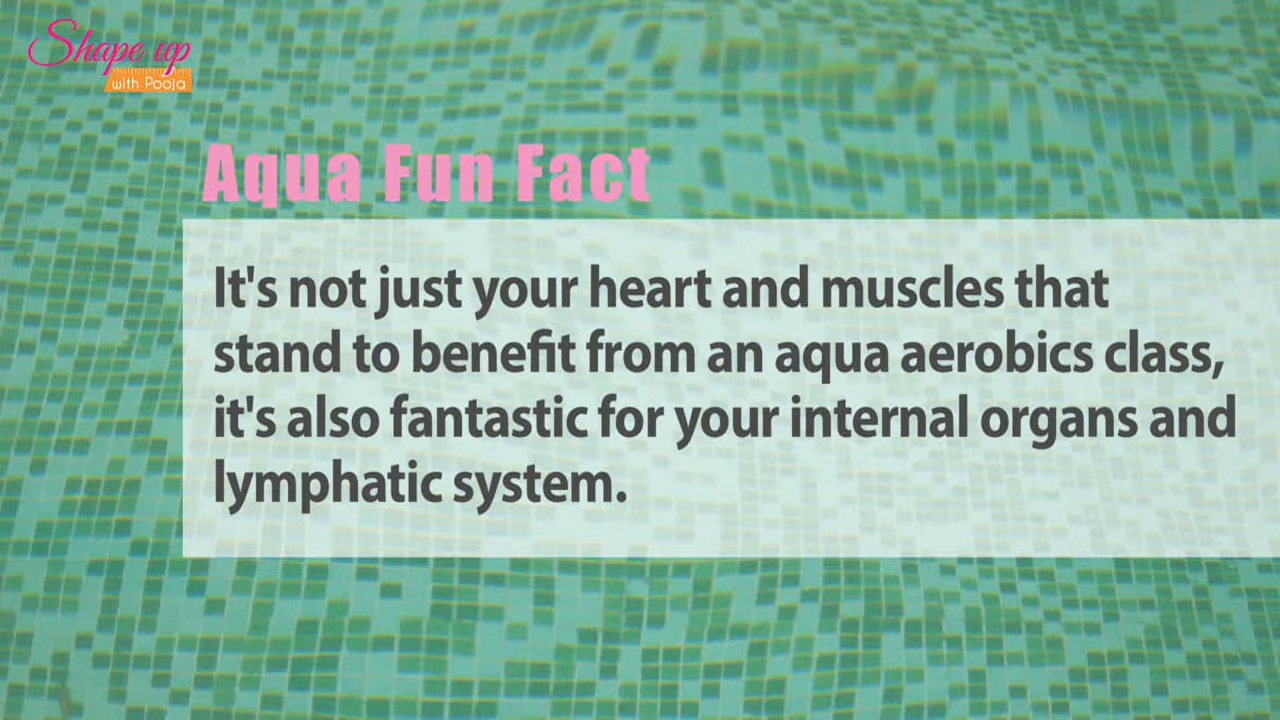 Shape up
with Pooja
Aqua Fun Fact
It's not just your heart and muscles that
stand to benefit from an aqua aerobics class,
it's also fantastic for your internal organs and
lymphatic system.